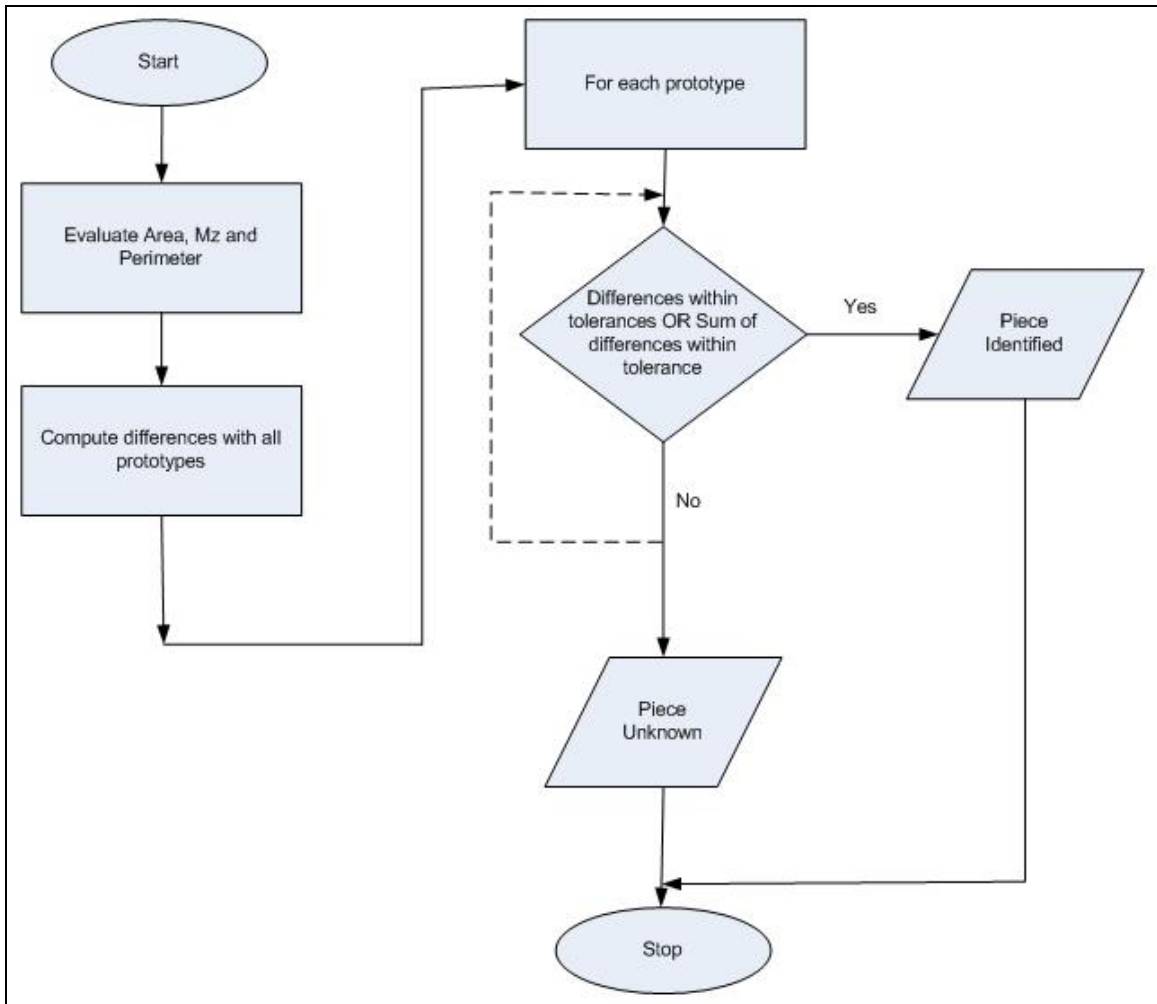 Start
Evaluate Area, Mz and
Perimeter
Compute differences with all
prototypes
For each prototype
Differences within
tolerances OR Sum of
differences within
tolerance
Yes
Piece
Identified
No
Piece
Unknown
Stop